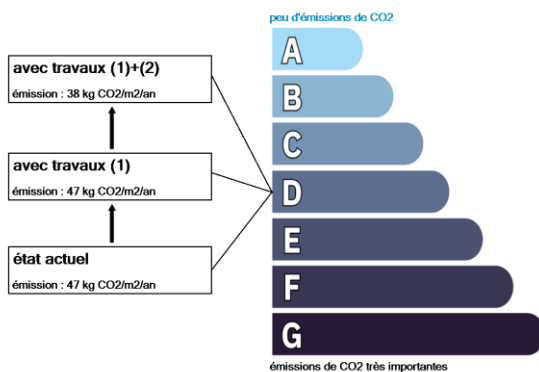 peu d'émissions de CO2
avec travaux (1)+(2)
émission : 38 kg CO2/m2/an
avec travaux (1)
émission : 47 kg CO2/m2/an
état actuel
émission : 47 kg CO2/m2/an
A
B
C
D
E
F
G
émissions de CO2 très importantes